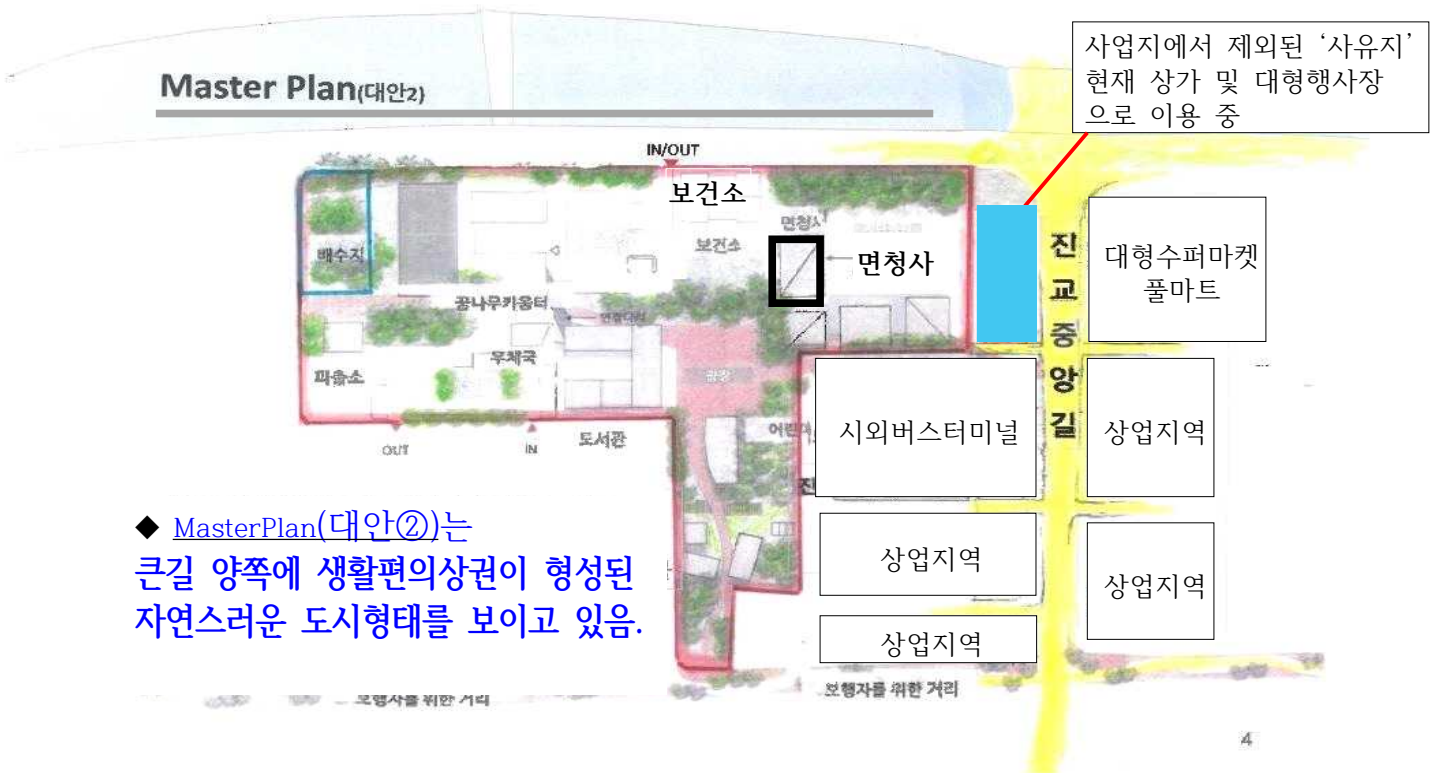 사업지에서 제외된 ‘사유지’
현재 상가 및 대형행사장
으로 이용 중
Master Plan(대안2)
IN/OUT
보건소
면청사
보건소
면청사
배수지
꿈나무키움터
우체국
파출소
광장
도서관
OUT
IN
진교중앙길
대형수퍼마켓
풀마트
시외버스터미널
상업지역
상업지역
상업지역
상업지역
◆ MasterPlan(대안②)는
큰길 양쪽에 생활편의상권이 형성된
자연스러운 도시형태를 보이고 있음.
보행자를 위한 거리
보행자를 위한 거리
4